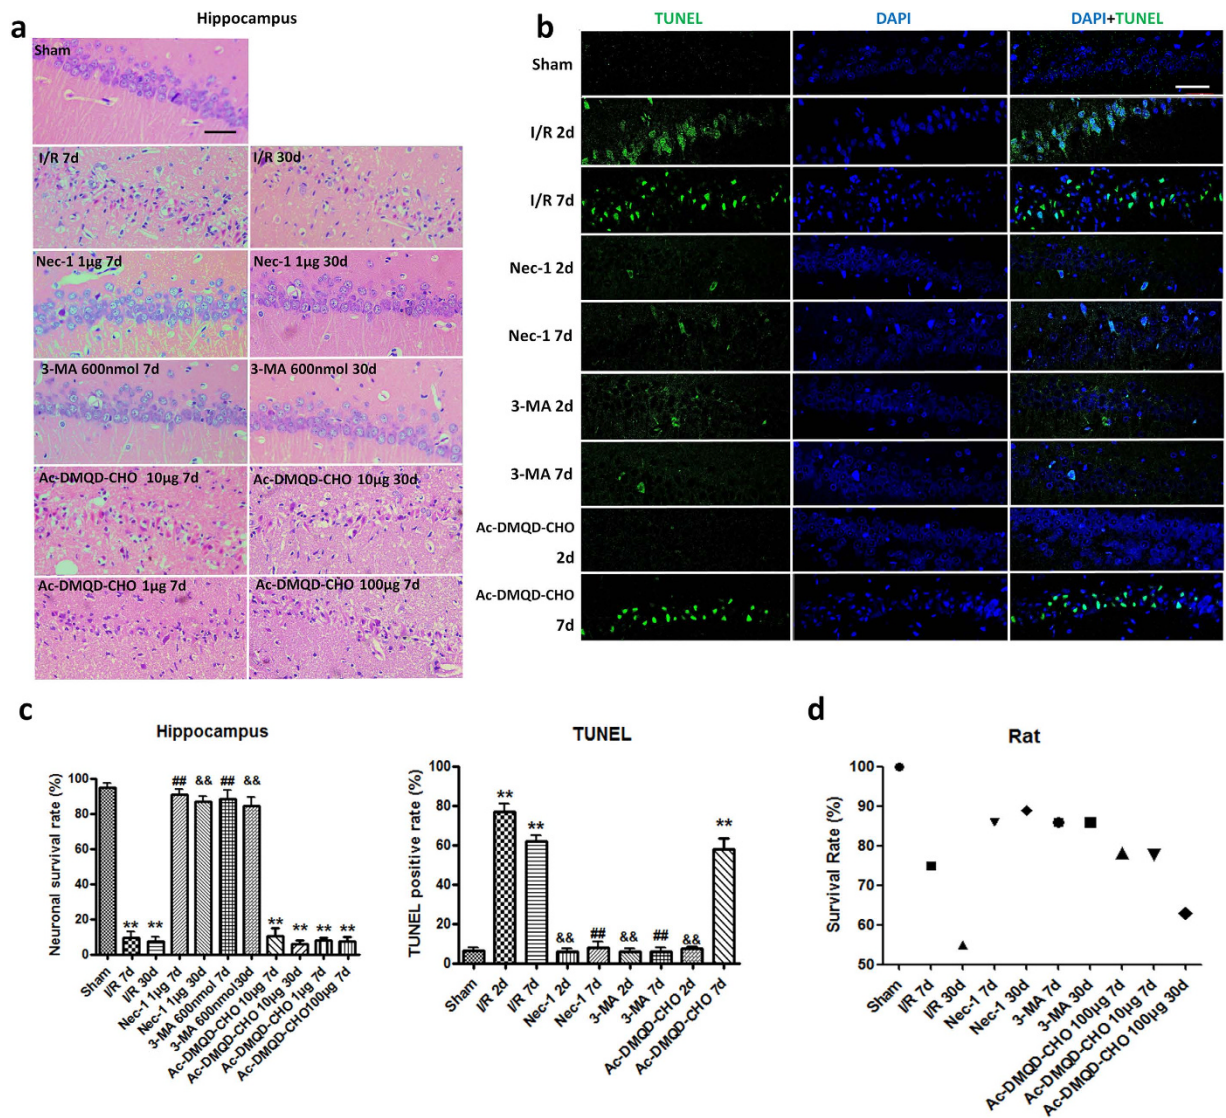 a
Hippocampus
Sham
I/R 7d
I/R 30d
Nec-1 1μg 7d
Nec-1 1μg 30d
3-MA 600nmol 7d
3-MA 600nmol 30d
Ac-DMQD-CHO 10μg 7d
Ac-DMQD-CHO 10μg 30d
Ac-DMQD-CHO 1μg 7d
Ac-DMQD-CHO 100μg 7d
b
TUNEL
DAPI
DAPI+TUNEL
Sham
I/R 2d
I/R 7d
Nec-1 2d
Nec-1 7d
3-MA 2d
3-MA 7d
Ac-DMQD-CHO
2d
Ac-DMQD-CHO
7d
c
Hippocampus
Neuronal survival rate (%)
100
80
60
40
20
0
**
**
##
&&
##
&&
**
**
**
**
Sham
I/R 7d
I/R 30d
Nec-1 1μg 7d
Nec-1 1μg 30d
3-MA 600nmol 7d
3-MA 600nmol30d
Ac-DMQD-CHO 10μg 7d
Ac-DMQD-CHO 10μg 30d
Ac-DMQD-CHO 1μg 7d
Ac-DMQD-CHO100μg 7d
TUNEL
TUNEL positive rate (%)
100
80
60
40
20
0
**
**
&&
##
&&
##
&&
**
Sham
I/R 2d
I/R 7d
Nec-1 2d
Nec-1 7d
3-MA 2d
3-MA 7d
Ac-DMQD-CHO 2d
Ac-DMQD-CHO 7d
d
Rat
Survival Rate (%)
100
90
80
70
60
50
Sham
I/R 7d
I/R 30d
Nec-1 7d
Nec-1 30d
3-MA 7d
3-MA 30d
Ac-DMQD-CHO 100μg 7d
Ac-DMQD-CHO 10μg 7d
Ac-DMQD-CHO 100μg 30d